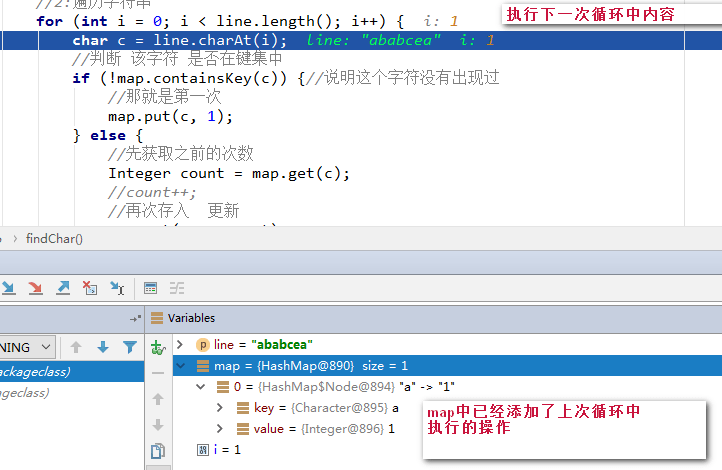 //2:遍历字符串
for (int i = 0; i < line.length(); i++) { i: 1
执行下一次循环中内容
char c = line.charAt(i); line: "ababcea" i: 1
//判断 该字符 是否在键集中
if (!map.containsKey(c)) {//说明这个字符没有出现过
//那就是第一次
map.put(c, 1);
} else {
//先获取之前的次数
Integer count = map.get(c);
//count++;
//再次存入 更新
findChar()
Variables
NING
ackageclass)
ageclass)
p line = "ababcea"
map = {HashMap@890} size = 1
0 = {HashMap$Node@894} "a" -> "1"
key = {Character@895} a
value = {Integer@896} 1
i = 1
map中已经添加了上次循环中
执行的操作